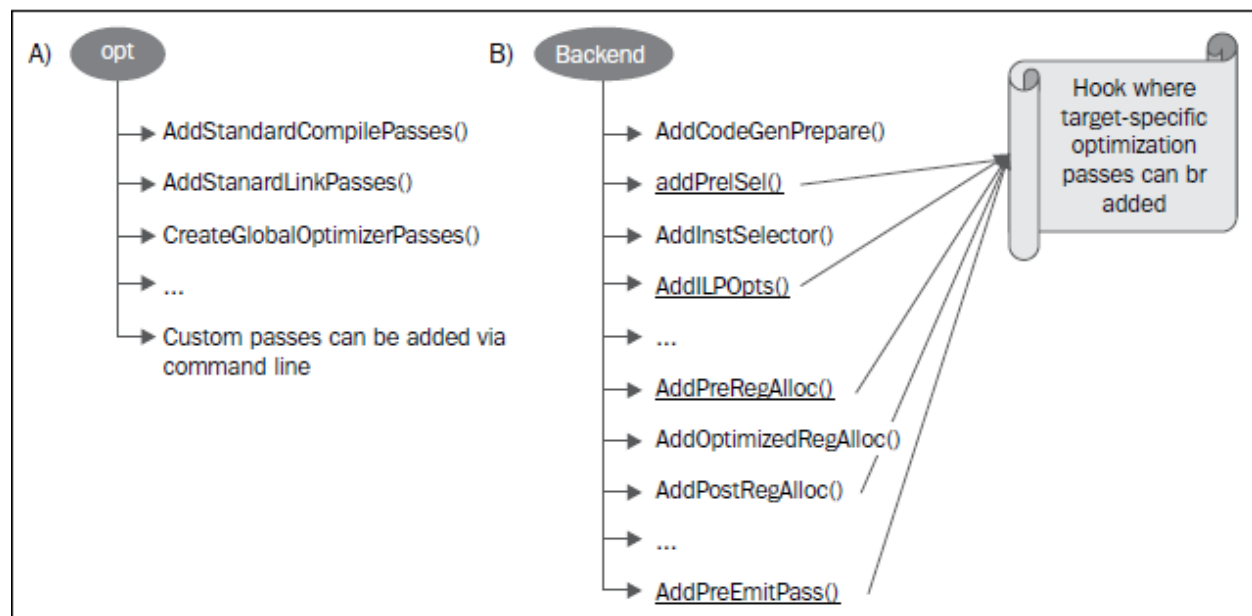 A)
opt
AddStandardCompilePasses()
AddStanardLinkPasses()
CreateGlobalOptimizerPasses()
...
Custom passes can be added via
command line
B)
Backend
AddCodeGenPrepare()
addPreISel()
AddInstSelector()
AddILPOpts()
...
AddPreRegAlloc()
AddOptimizedRegAlloc()
AddPostRegAlloc()
...
AddPreEmitPass()
Hook where
target-specific
optimization
passes can br
added